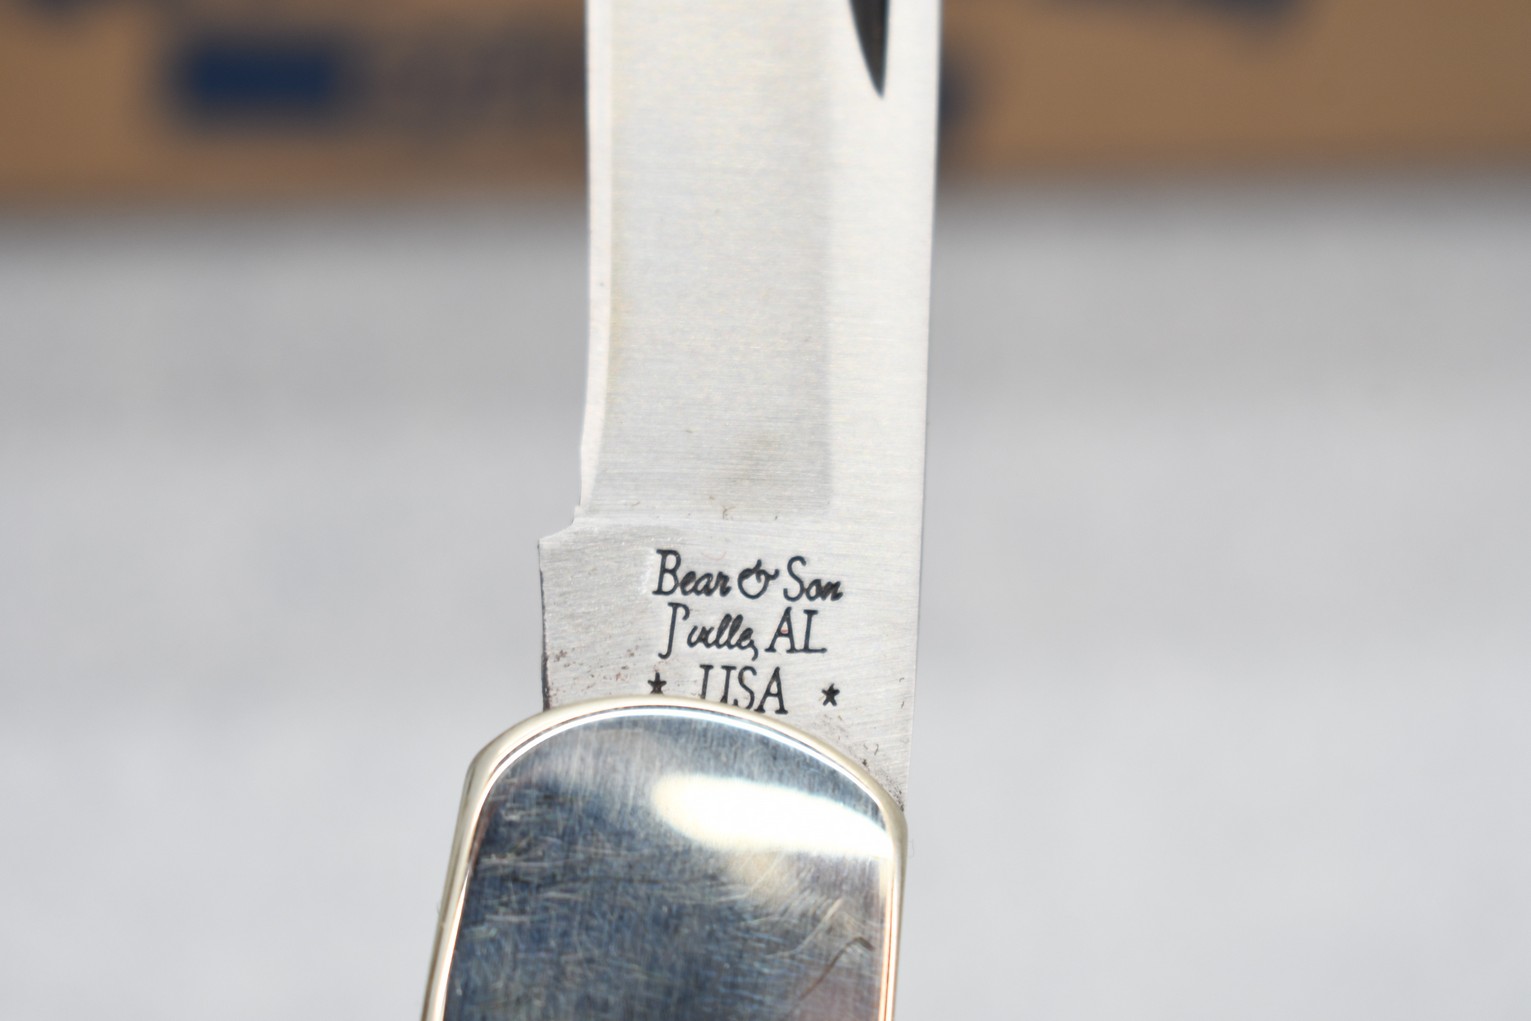 Bear & Son
J'ville, AL
★ USA ★